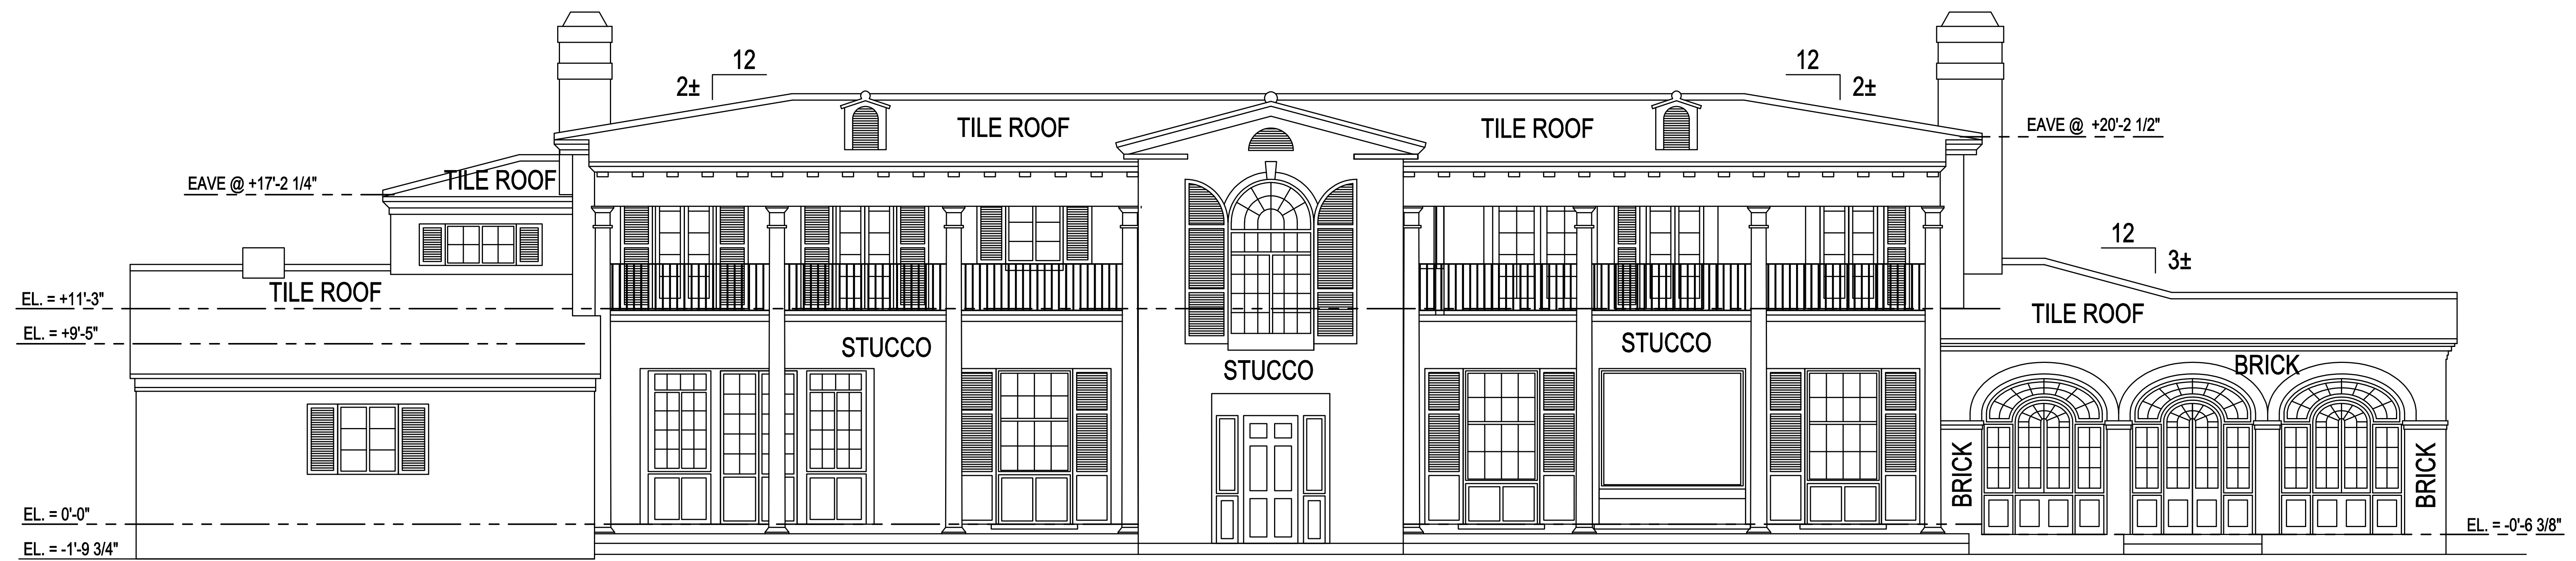 12
2±
12
2±
TILE ROOF
TILE ROOF
EAVE @ +20'-2 1/2"
EAVE @ +17'-2 1/4"
TILE ROOF
12
3±
TILE ROOF
EL. = +11'-3"
TILE ROOF
EL. = +9'-5"
STUCCO
STUCCO
STUCCO
BRICK
BRICK
BRICK
EL. = 0'-0"
EL. = -0'-6 3/8"
EL. = -1'-9 3/4"